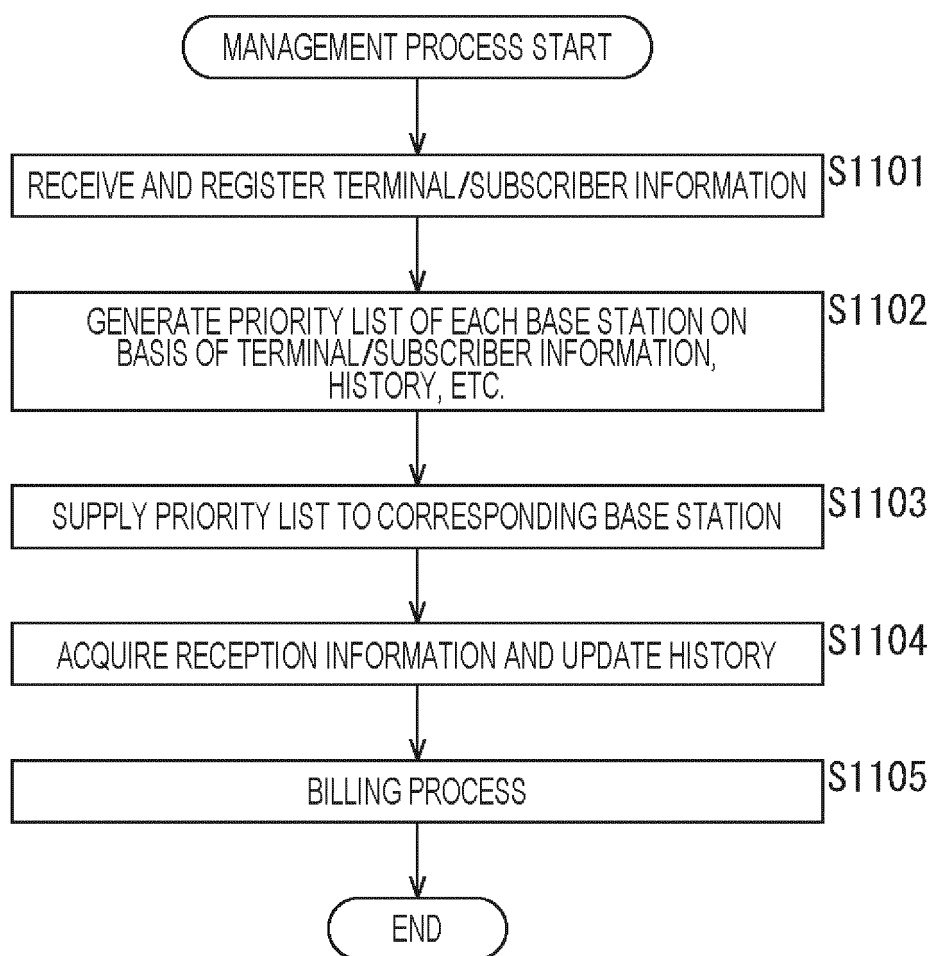 MANAGEMENT PROCESS START
RECEIVE AND REGISTER TERMINAL/SUBSCRIBER INFORMATION
S1101
GENERATE PRIORITY LIST OF EACH BASE STATION ON
BASIS OF TERMINAL/SUBSCRIBER INFORMATION,
HISTORY, ETC.
S1102
SUPPLY PRIORITY LIST TO CORRESPONDING BASE STATION
S1103
ACQUIRE RECEPTION INFORMATION AND UPDATE HISTORY
S1104
BILLING PROCESS
S1105
END